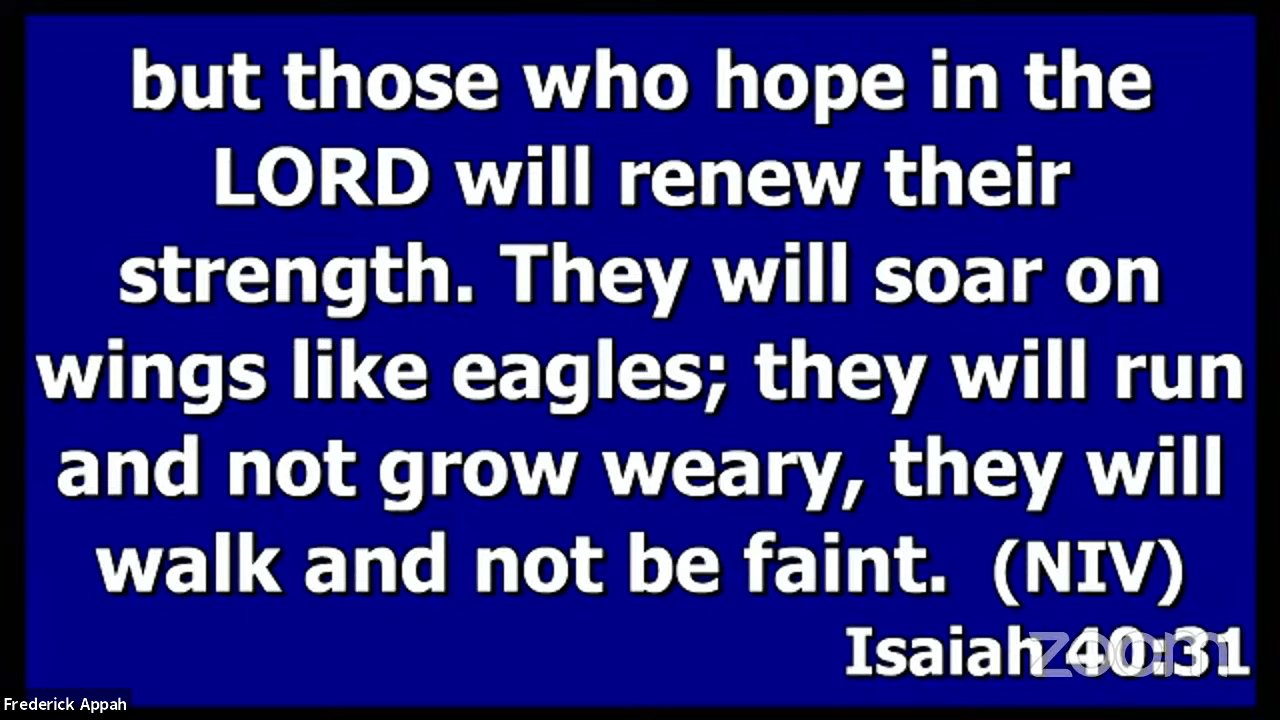 but those who hope in the
LORD will renew their
strength. They will soar on
wings like eagles; they will run
and not grow weary, they will
walk and not be faint. (NIV)
Isaiah 40:31
zoom
Frederick Appah